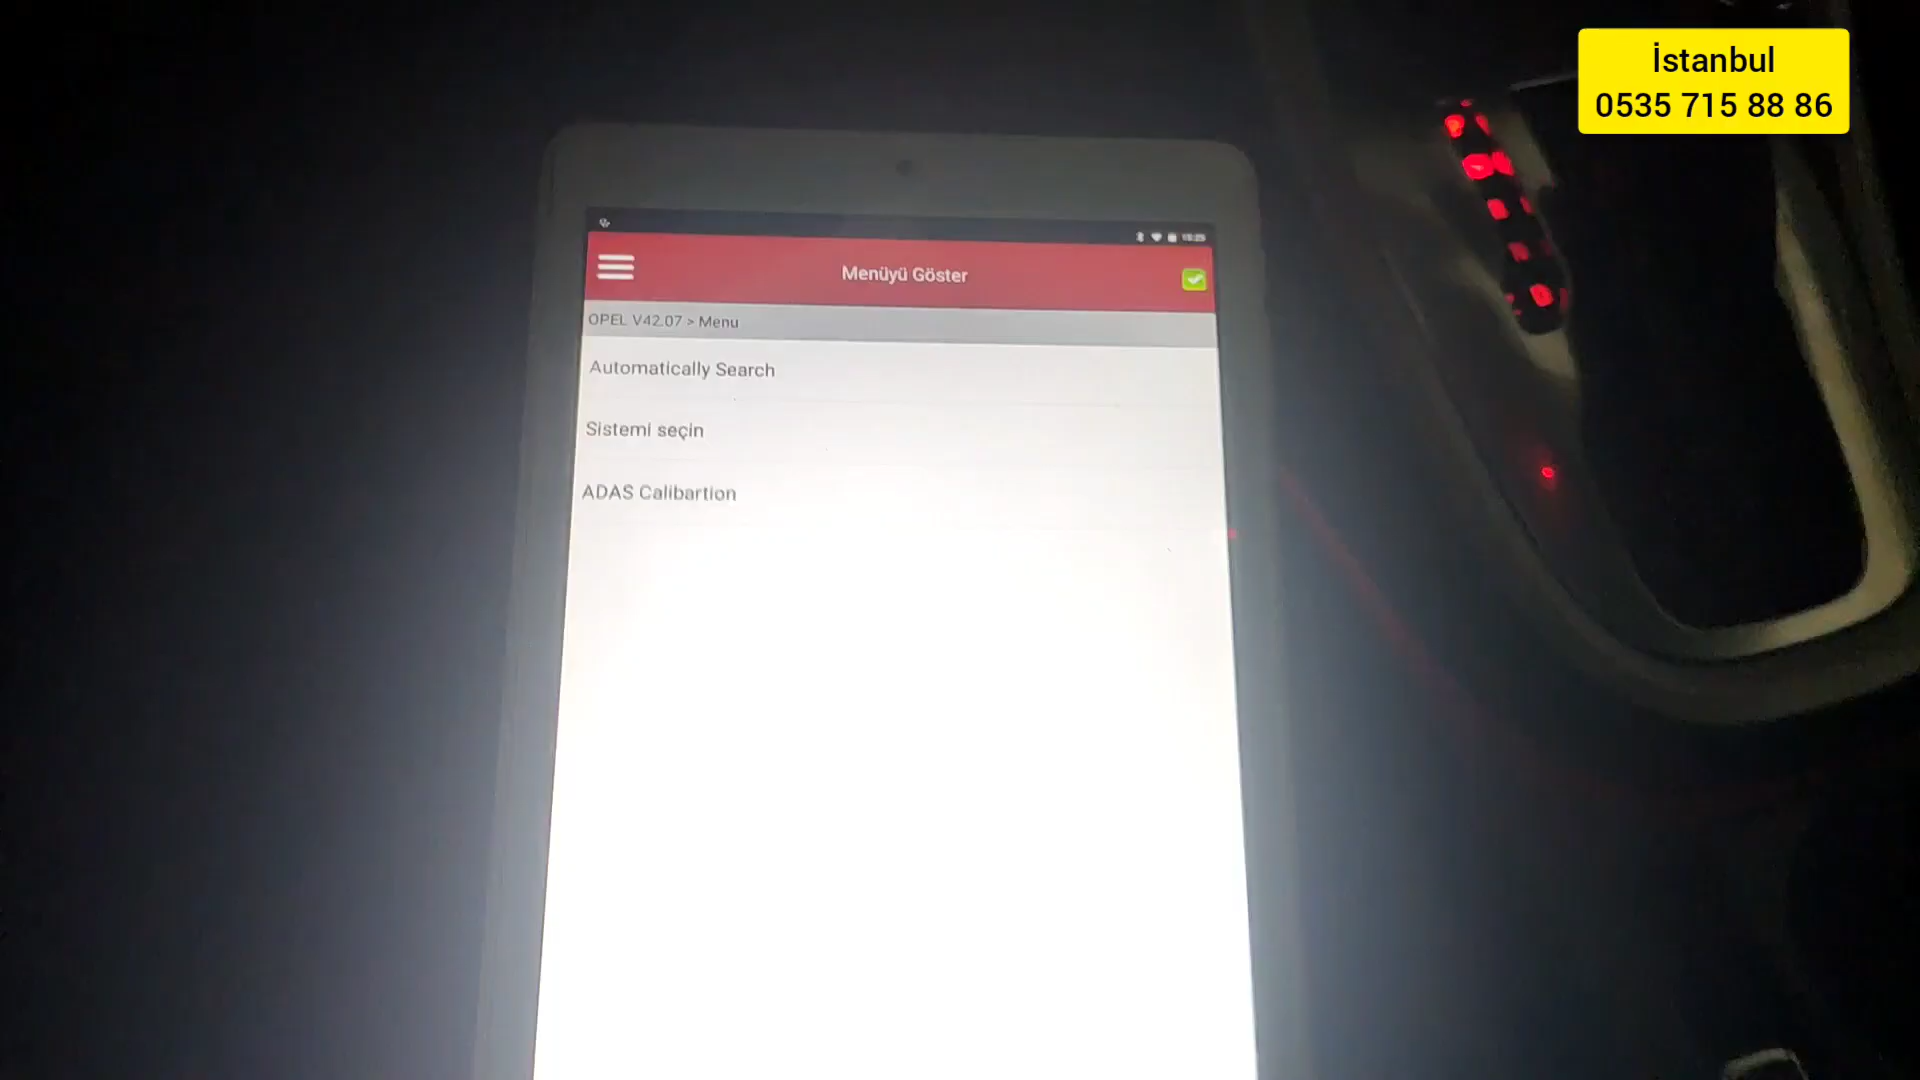 İstanbul
0535 715 88 86
Menüyü Göster
OPEL V42.07 > Menu
Automatically Search
Sistemi seçin
ADAS Calibartion